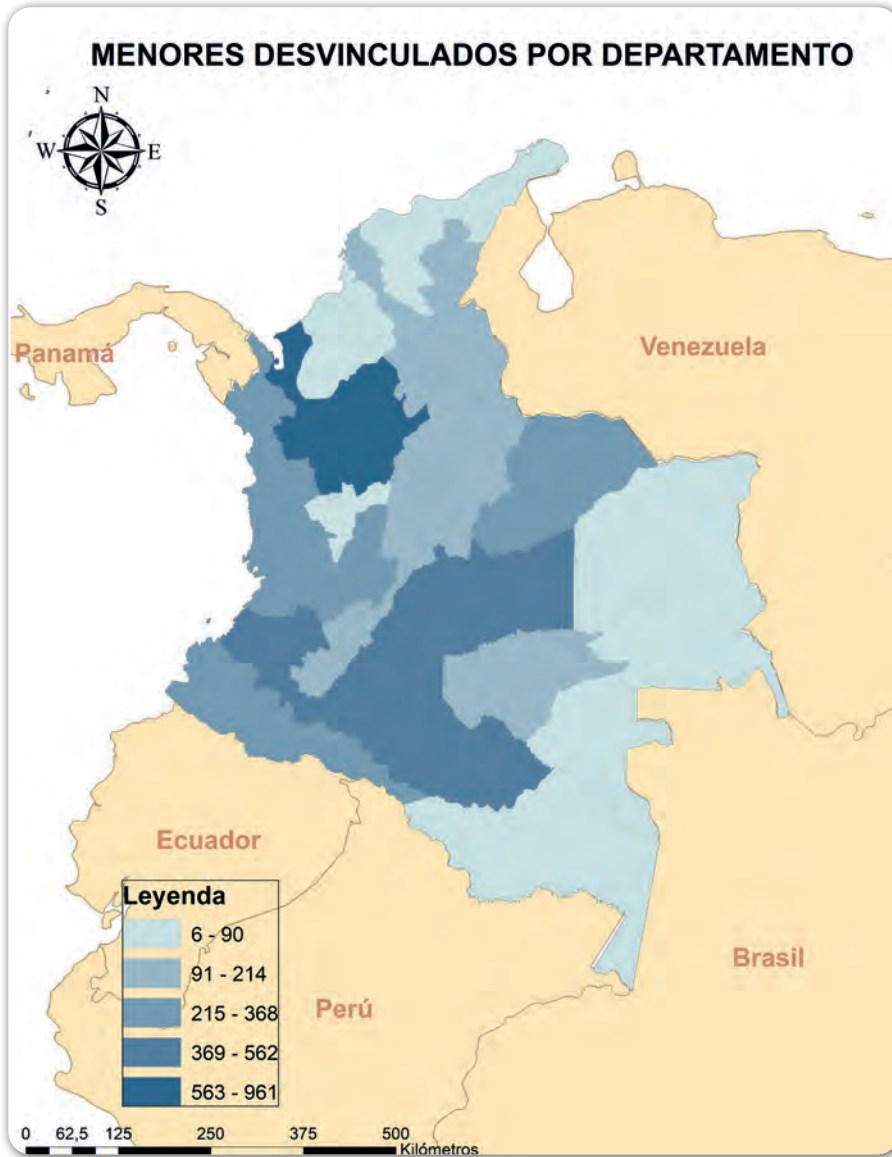 MENORES DESVINCULADOS POR DEPARTAMENTO
N
W E
S
Panamá
Venezuela
Ecuador
Perú
Brasil
Leyenda
6 - 90
91 - 214
215 - 368
369 - 562
563 - 961
0 62,5 125 250 375 500
Kilómetros